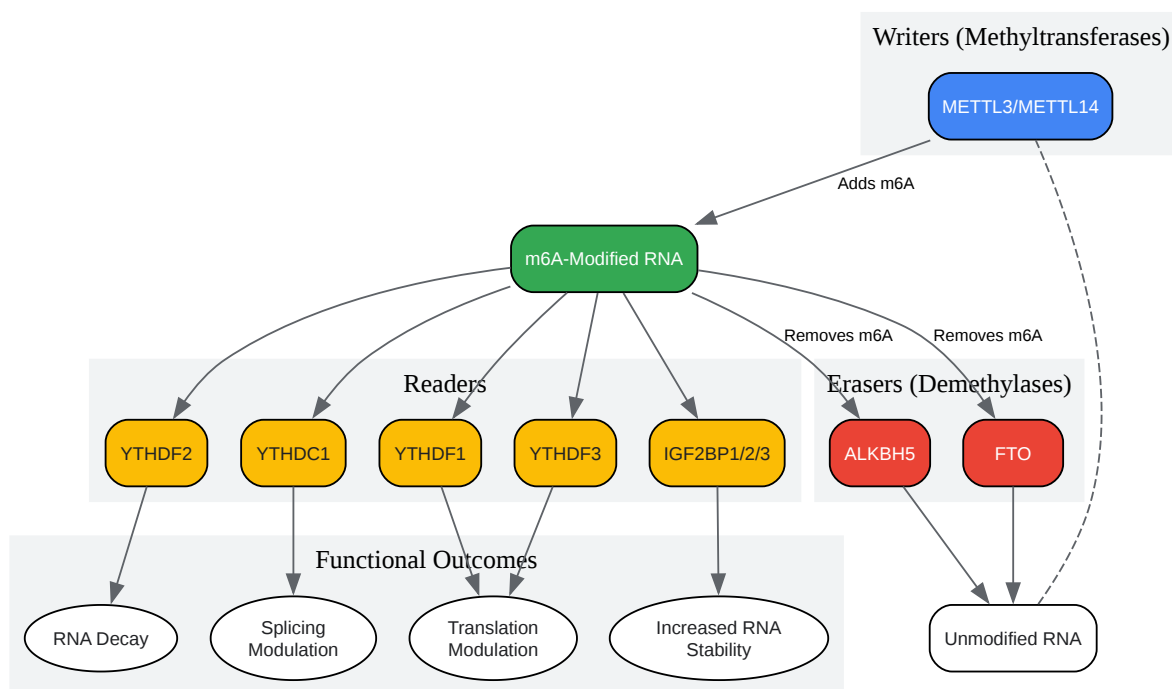 Writers (Methyltransferases)
METTL3/METTL14
Adds m6A
m6A-Modified RNA
Removes m6A
Removes m6A
Readers
Erasers (Demethylases)
YTHDF2
YTHDC1
YTHDF1
YTHDF3
IGF2BP1/2/3
ALKBH5
FTO
Functional Outcomes
RNA Decay
Splicing
Modulation
Translation
Modulation
Increased RNA
Stability
Unmodified RNA